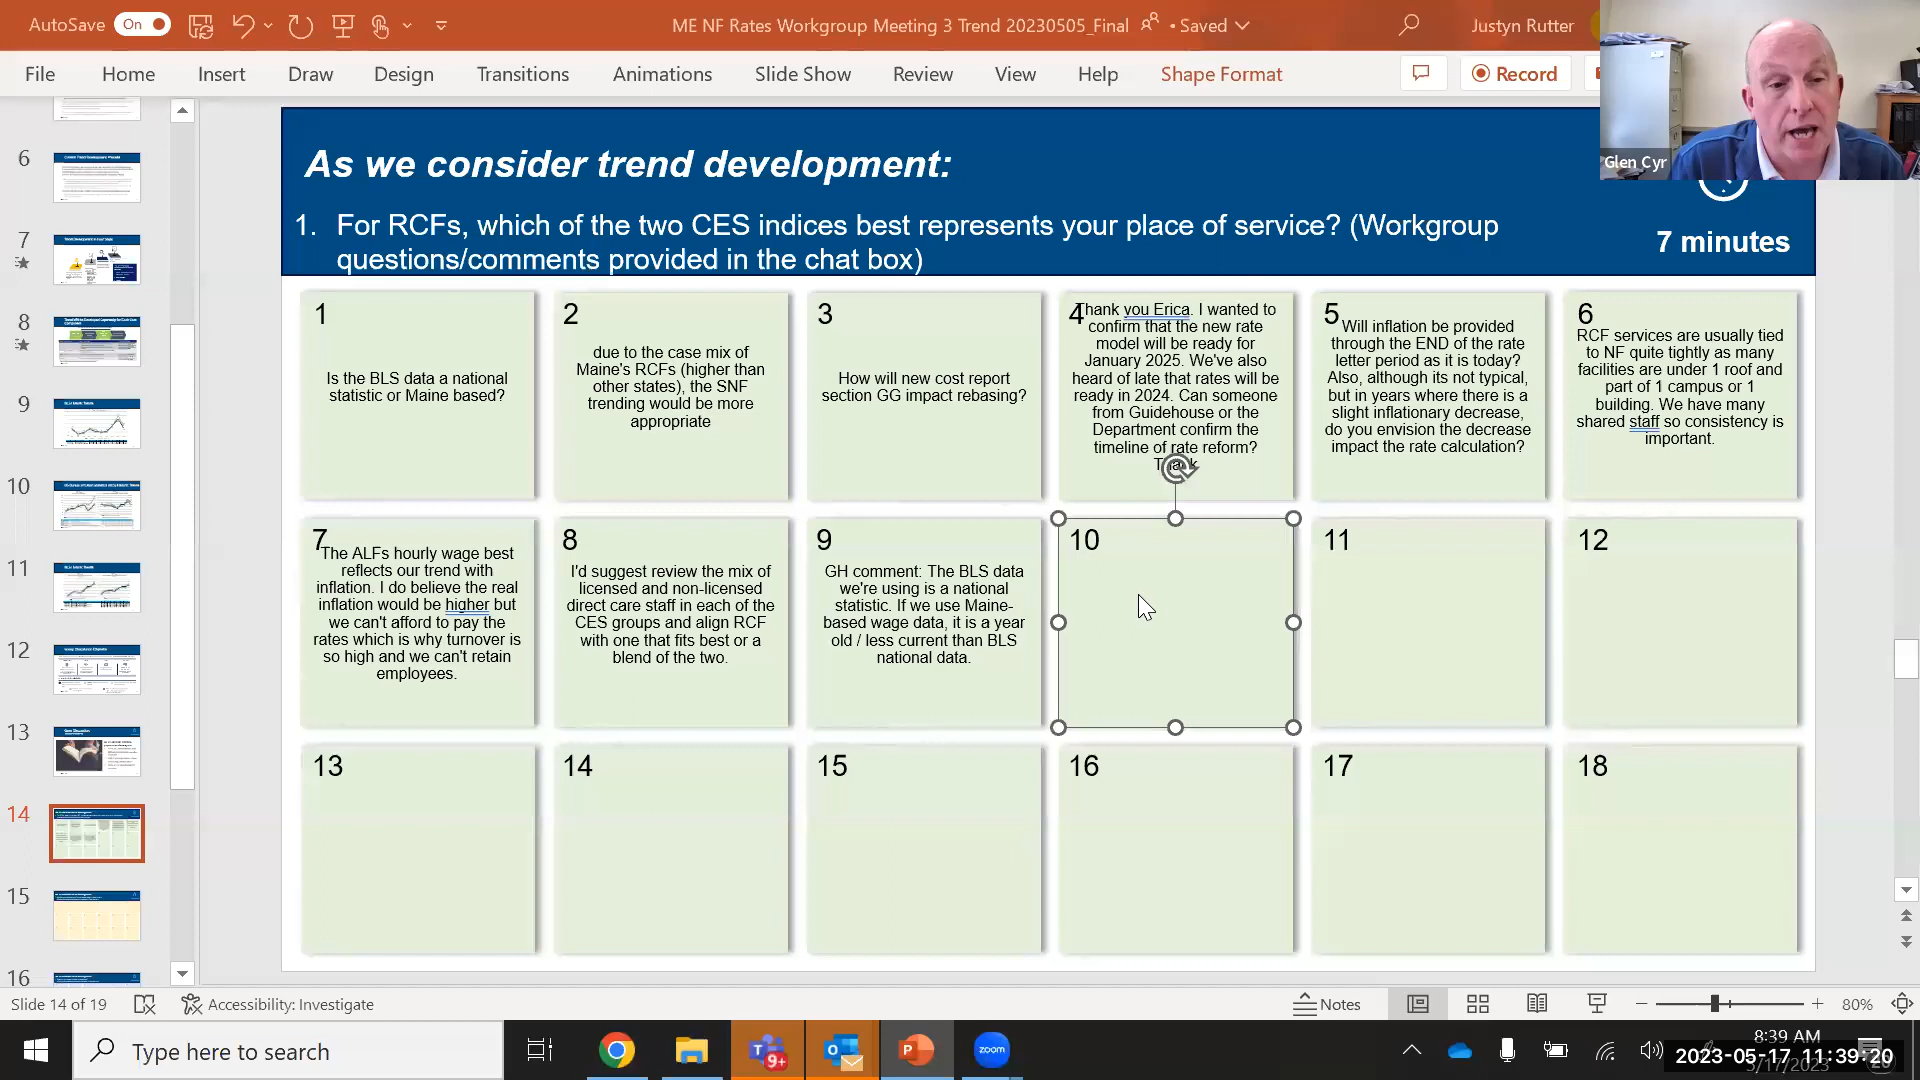 AutoSave On
ME NF Rates Workgroup Meeting 3 Trend 20230505_Final • Saved
Justyn Rutter
File Home Insert Draw Design Transitions Animations Slide Show Review View Help Shape Format
Record
Glen Cyr
As we consider trend development:
1. For RCFs, which of the two CES indices best represents your place of service? (Workgroup
questions/comments provided in the chat box)
7 minutes
1
Is the BLS data a national
statistic or Maine based?
2
due to the case mix of
Maine's RCFs (higher than
other states), the SNF
trending would be more
appropriate
3
How will new cost report
section GG impact rebasing?
4
Thank you Erica. I wanted to
confirm that the new rate
model will be ready for
January 2025. We've also
heard of late that rates will be
ready in 2024. Can someone
from Guidehouse or the
Department confirm the
timeline of rate reform?
5
Will inflation be provided
through the END of the rate
letter period as it is today?
Also, although its not typical,
but in years where there is a
slight inflationary decrease,
do you envision the decrease
impact the rate calculation?
6
RCF services are usually tied
to NF quite tightly as many
facilities are under 1 roof and
part of 1 campus or 1
building. We have many
shared staff so consistency is
important.
7
The ALFs hourly wage best
reflects our trend with
inflation. I do believe the real
inflation would be higher but
we can't afford to pay the
rates which is why turnover is
so high and we can't retain
employees.
8
I'd suggest review the mix of
licensed and non-licensed
direct care staff in each of the
CES groups and align RCF
with one that fits best or a
blend of the two.
9
GH comment: The BLS data
we're using is a national
statistic. If we use Maine-
based wage data, it is a year
old / less current than BLS
national data.
10
11
12
13
14
15
16
17
18
6
7
8
9
10
11
12
13
14
15
16
Slide 14 of 19
Accessibility: Investigate
Notes
80%
Type here to search
9+
zoom
8:39 AM
2023-05-17 11:39:20